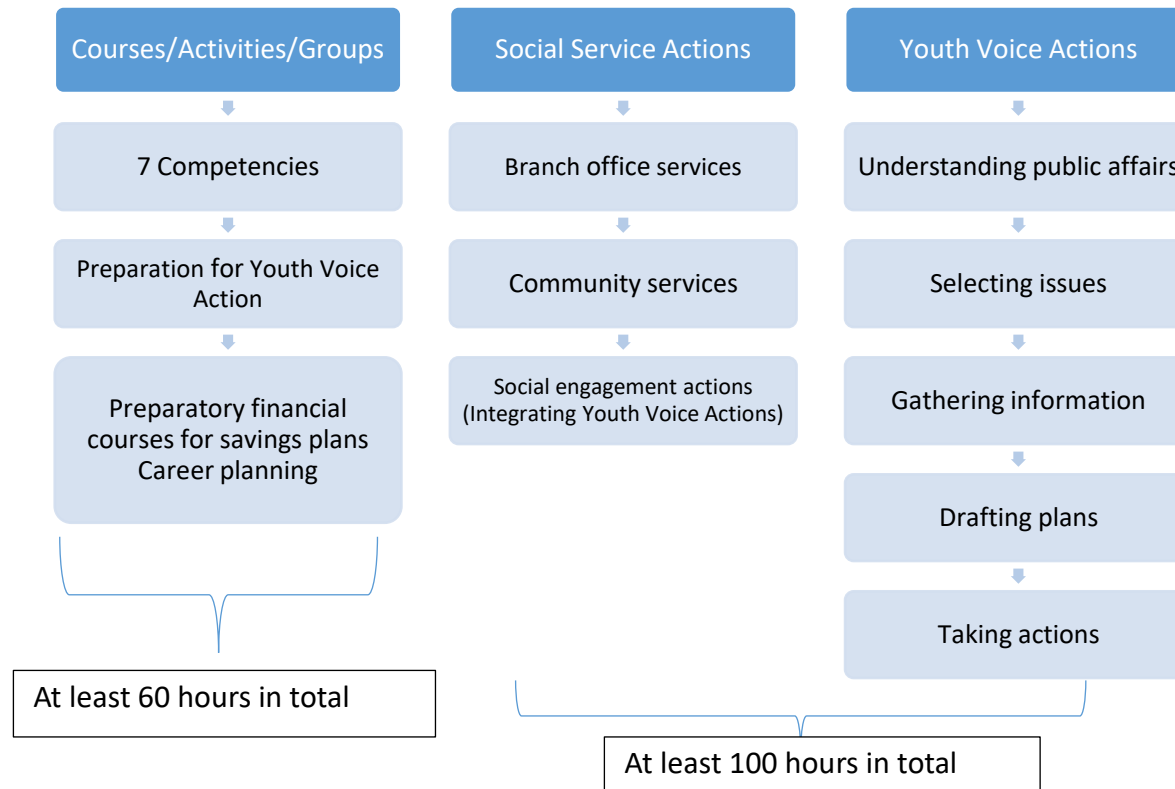 Courses/Activities/Groups
7 Competencies
Preparation for Youth Voice
Action
Preparatory financial
courses for savings plans
Career planning
At least 60 hours in total
Social Service Actions
Branch office services
Community services
Social engagement actions
(Integrating Youth Voice Actions)
Youth Voice Actions
Understanding public affairs
Selecting issues
Gathering information
Drafting plans
Taking actions
At least 100 hours in total